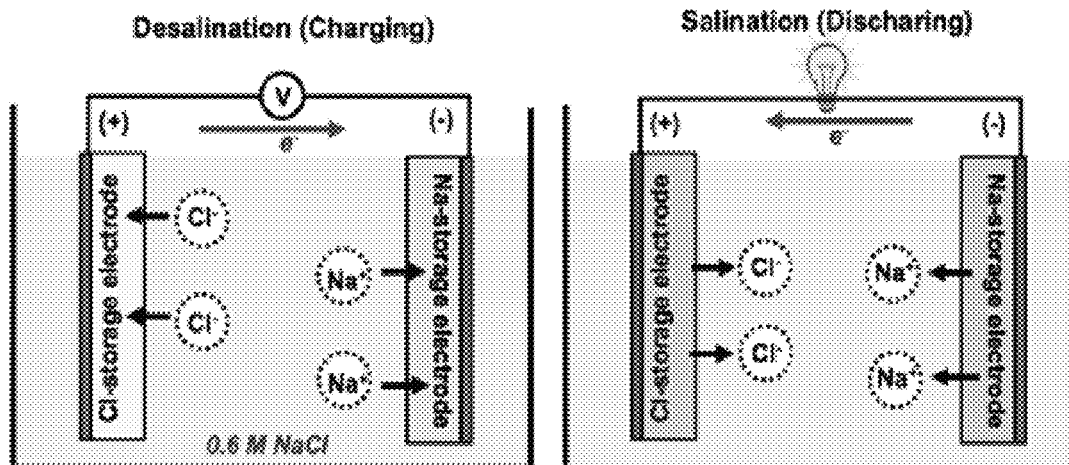 Desalination (Charging)
V
(+)
(-)
e-
Cl-storage electrode
Cl-
Cl-
Na+
Na+
Na-storage electrode
0.6 M NaCl
Salination (Discharing)
(+)
(-)
e-
Cl-storage electrode
Cl-
Cl-
Na+
Na+
Na-storage electrode